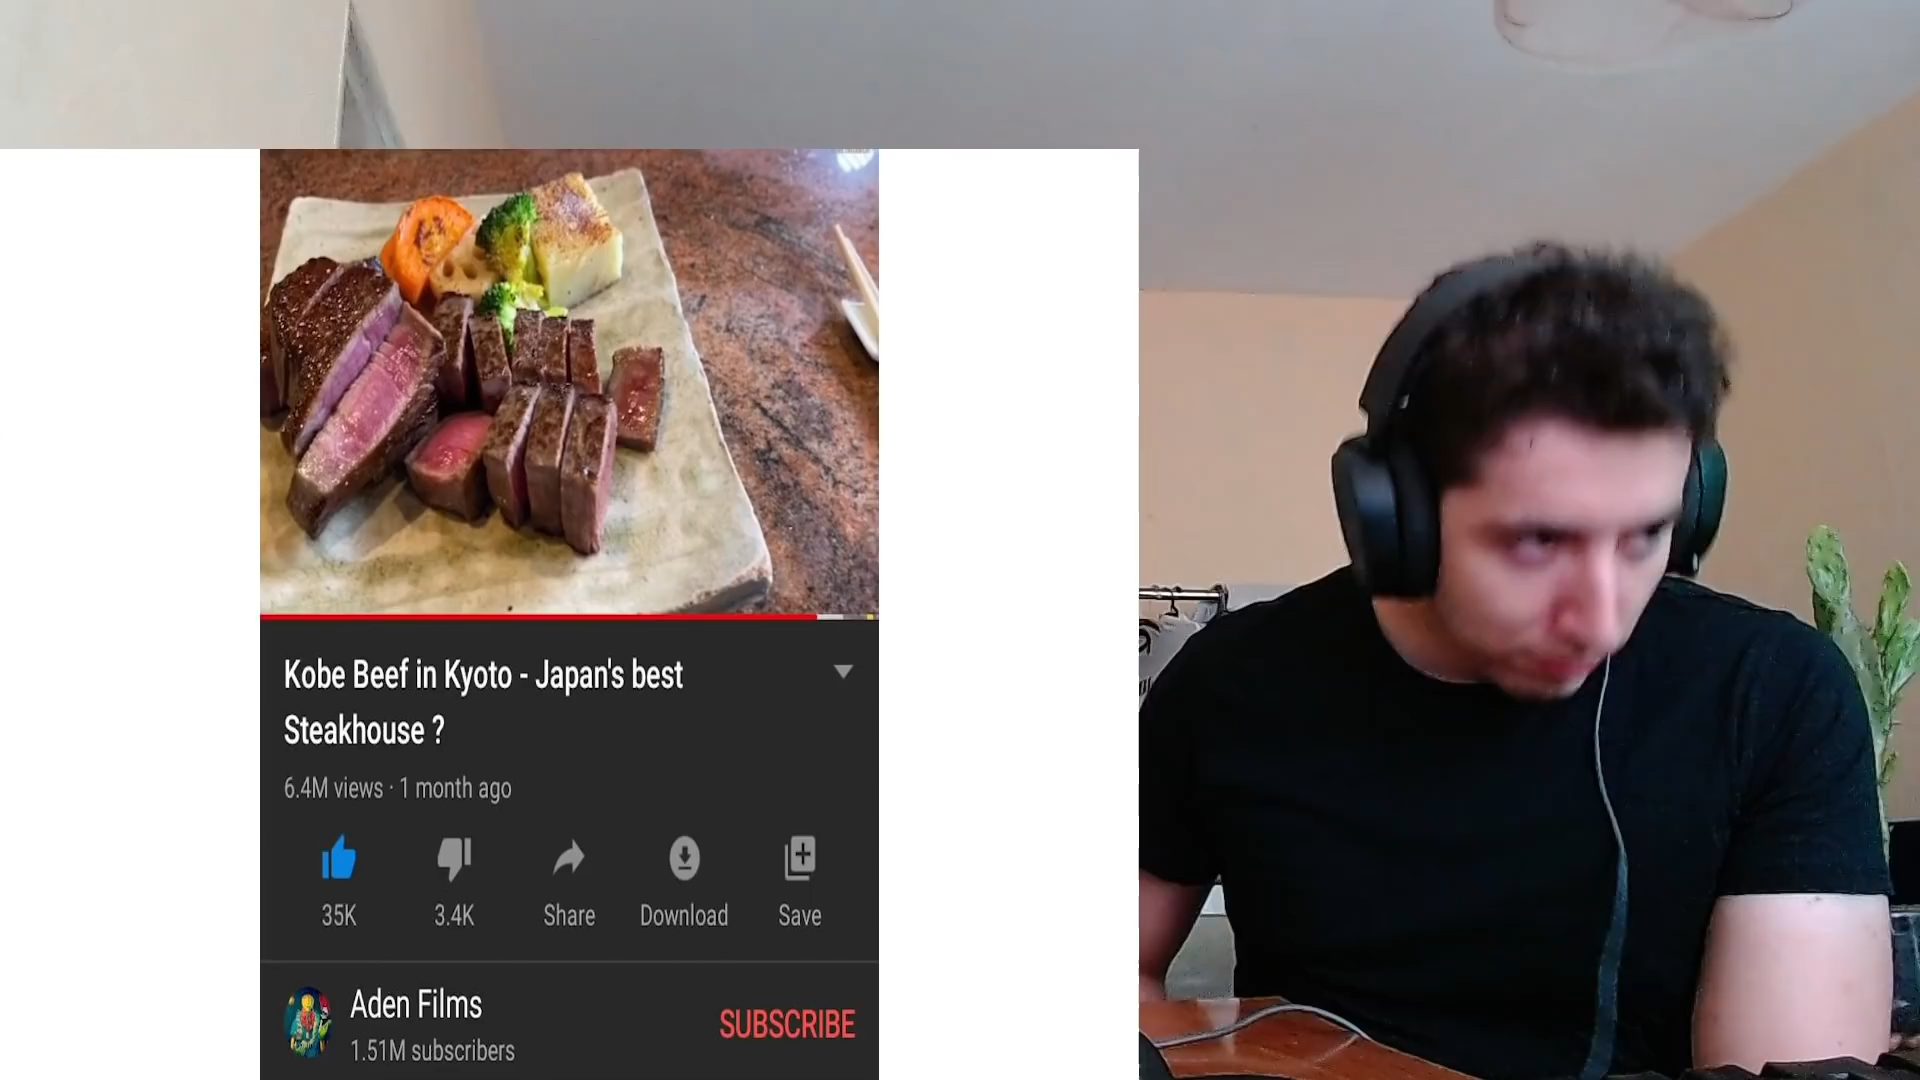 Kobe Beef in Kyoto - Japan's best
Steakhouse ?
6.4M views · 1 month ago
35K
3.4K
Share
Download
Save
Aden Films
1.51M subscribers
SUBSCRIBE